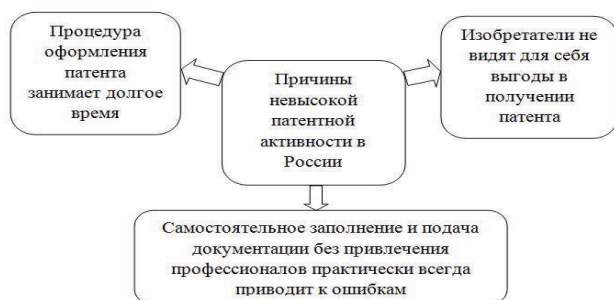 Процедура
оформления
патента
занимает долгое
время
Причины
невысокой
патентной
активности в
России
Изобретатели не
видят для себя
выгоды в
получении
патента
Самостоятельное заполнение и подача
документации без привлечения
профессионалов практически всегда
приводит к ошибкам